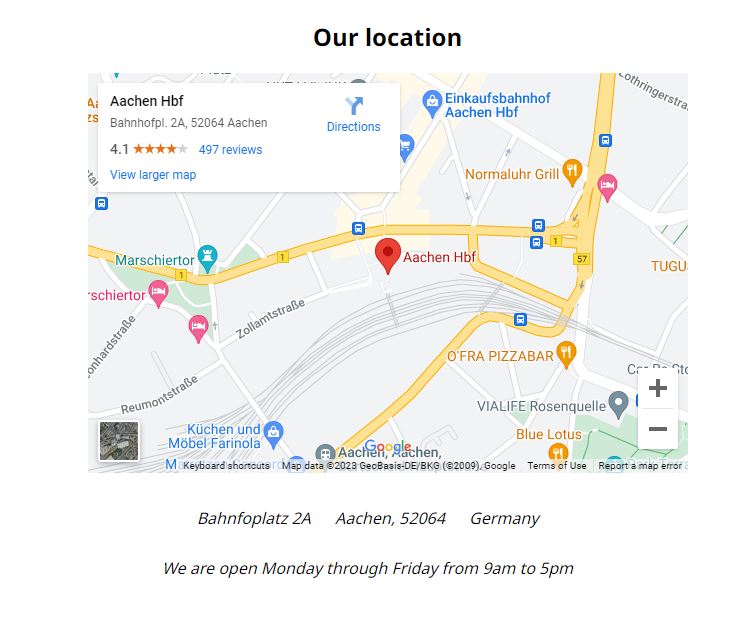 Our location
Lothringerstraße
Aachen Hbf
Bahnhofpl. 2A, 52064 Aachen
4.1
497 reviews
Directions
View larger map
Einkaufsbahnhof
Aachen Hbf
Normaluhr Grill
Marschiertor
1
1
1
57
Aachen Hbf
TUGUS
rschiertor
Zollamtstraße
onhardstraße
O'FRA PIZZABAR
Reumontstraße
VIALIFE Rosenquelle
Küchen und
Möbel Farinola
Blue Lotus
Aachen, Aachen,
Google
Keyboard shortcuts
Map data ©2023 GeoBasis-DE/BKG (©2009), Google
Terms of Use
Report a map error
Bahnfoplatz 2A Aachen, 52064 Germany
We are open Monday through Friday from 9am to 5pm